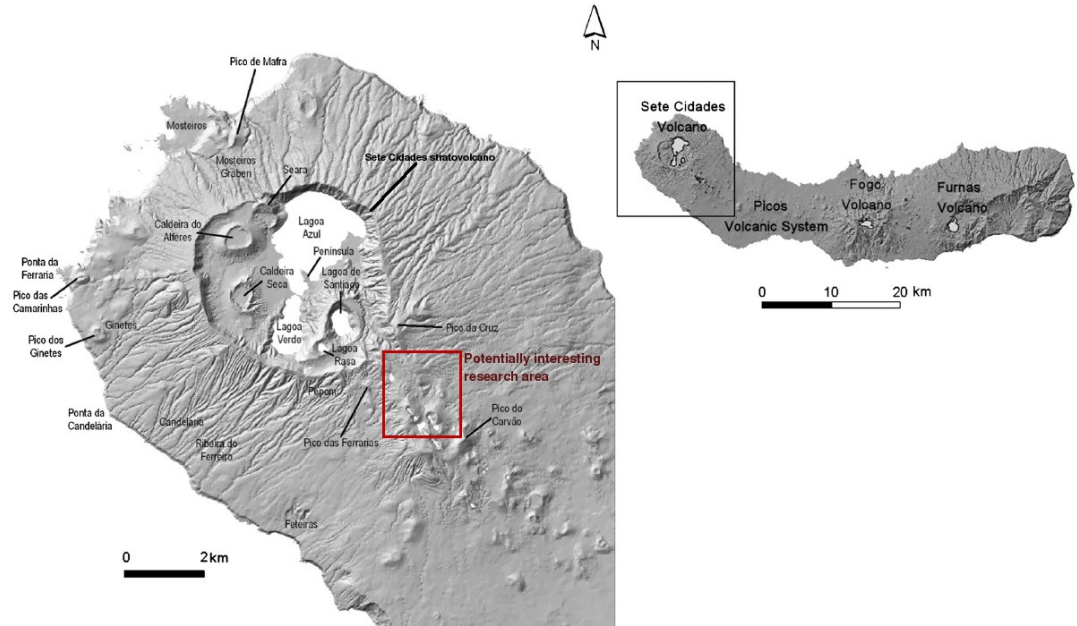 Pico de Mafra
Mosteiros
Mosteiros
Graben
Seara
Sete Cidades stratovolcano
Caldeira do
Alferes
Lagoa
Azul
Peninsula
Caldeira
Seca
Lagoa de
Santiago
Ponta da
Ferraria
Pico das
Camarinhas
Ginetes
Pico dos
Ginetes
Lagoa
Verde
Lagoa
Rasa
Pico da Cruz
Potentially interesting
research area
Pepom
Ponta da
Candelária
Candelária
Ribeira do
Ferreiro
Pico das Ferrarias
Pico do
Carvão
Feteiras
0 2km
N
Sete Cidades
Volcano
Picos
Volcanic System
Fogo
Volcano
Furnas
Volcano
0 10 20 km